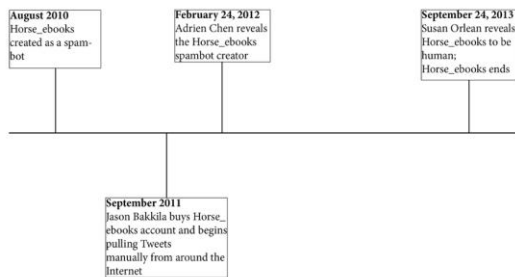 August 2010
Horse_ebooks
created as a spam-
bot
February 24, 2012
Adrien Chen reveals
the Horse_ebooks
spambot creator
September 24, 2013
Susan Orlean reveals
Horse_ebooks to be
human;
Horse_ebooks ends
September 2011
Jason Bakkila buys Horse_
ebooks account and begins
pulling Tweets
manually from around the
Internet